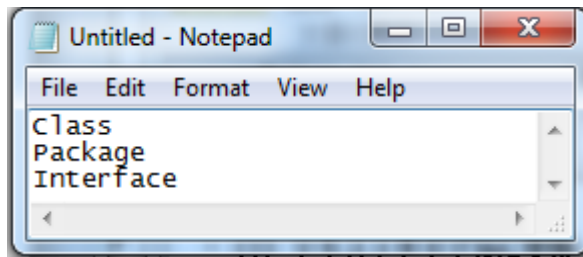 Untitled - Notepad
File Edit Format View Help
Class
Package
Interface